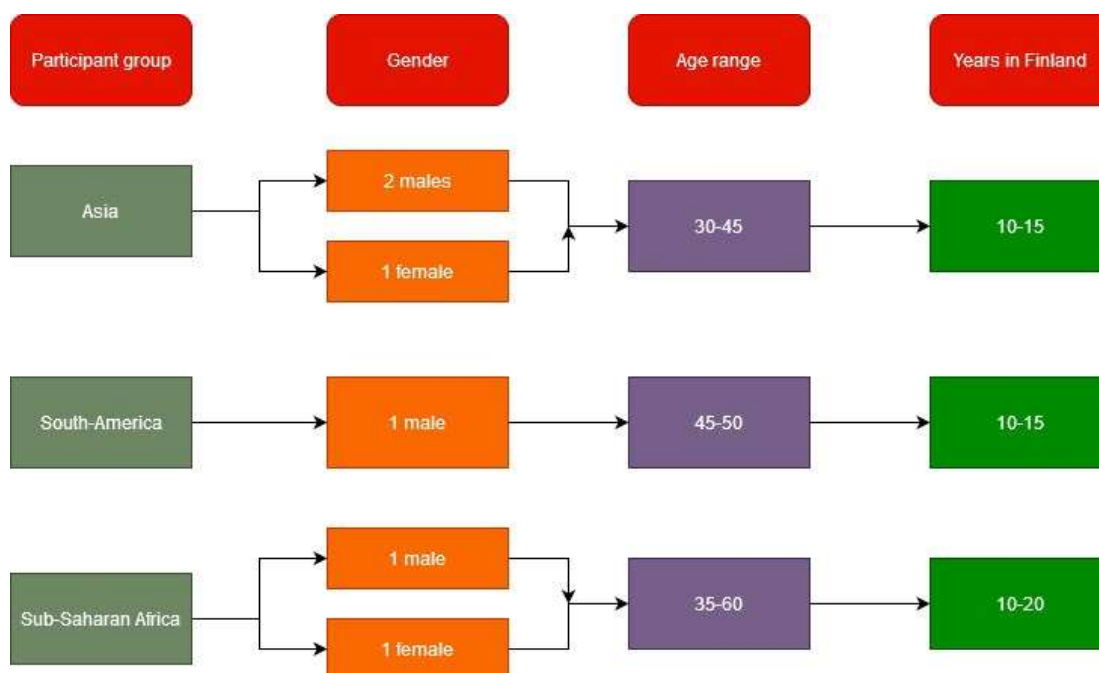 Participant group
Gender
Age range
Years in Finland
Asia
2 males
1 female
30-45
10-15
South-America
1 male
45-50
10-15
Sub-Saharan Africa
1 male
1 female
35-60
10-20